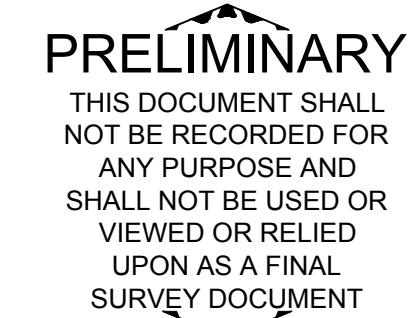 PRELIMINARY
THIS DOCUMENT SHALL
NOT BE RECORDED FOR
ANY PURPOSE AND
SHALL NOT BE USED OR
VIEWED OR RELIED
UPON AS A FINAL
SURVEY DOCUMENT